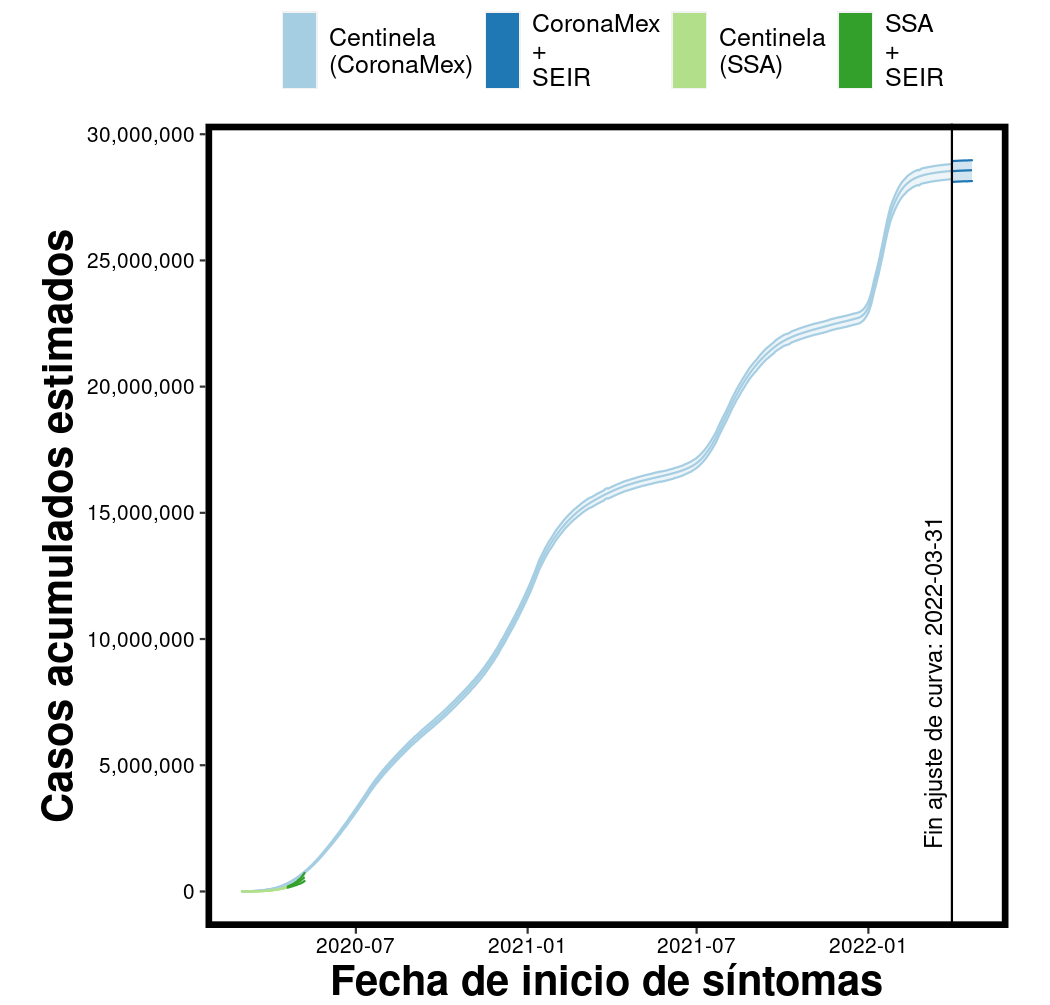 Centinela
(CoronaMex)
CoronaMex
+
SEIR
Centinela
(SSA)
SSA
+
SEIR
Casos acumulados estimados
30,000,000
25,000,000
20,000,000
15,000,000
10,000,000
5,000,000
0
Fin ajuste de curva: 2022-03-31
2020-07
2021-01
2021-07
2022-01
Fecha de inicio de síntomas